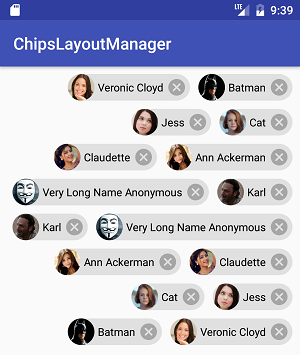 LTE 9:39
ChipsLayoutManager
Veronic Cloyd Batman
Jess Cat
Claudette Ann Ackerman
Very Long Name Anonymous Karl
Karl Very Long Name Anonymous
Ann Ackerman Claudette
Cat Jess
Batman Veronic Cloyd